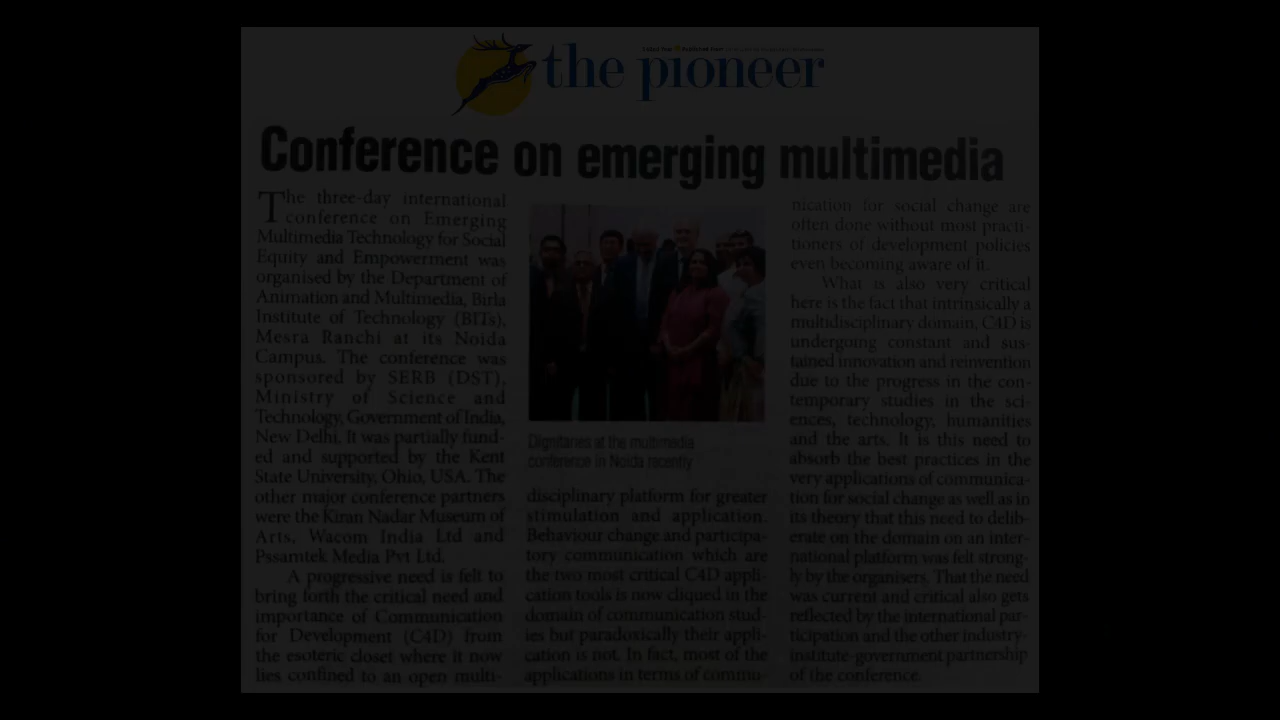 the pioneer
Conference on emerging multimedia
The three-day international
conference on Emerging
Multimedia Technology for Social
Equity and Empowerment was
organised by the Department of
Animation and Multimedia, Birla
Institute of Technology (BITs),
Mesra Ranchi at its Noida
Campus. The conference was
sponsored by SERB (DST),
Ministry of Science and
Technology, Government of India,
New Delhi. It was partially fund-
ed and supported by the Kent
State University, Ohio, USA. The
other major conference partners
were the Kiran Nadar Museum of
Arts, Wacom India Ltd and
Pssamtek Media Pvt Ltd.
A progressive need is felt to
bring forth the critical need and
importance of Communication
for Development (C4D) from
the esoteric closet where it now
lies confined to an open multi-
Dignitaries at the multimedia
conference in Noida recently
disciplinary platform for greater
stimulation and application.
Behaviour change and participa-
tory communication which are
the two most critical C4D appli-
cation tools is now cliqued in the
domain of communication stud-
ies but paradoxically their appli-
cation is not. In fact, most of the
applications in terms of commu-
nication for social change are
often done without most practi-
tioners of development policies
even becoming aware of it.
What is also very critical
here is the fact that intrinsically a
multidisciplinary domain, C4D is
undergoing constant and sus-
tained innovation and reinvention
due to the progress in the con-
temporary studies in the sci-
ences, technology, humanities
and the arts. It is this need to
absorb the best practices in the
very applications of communica-
tion for social change as well as in
its theory that this need to delib-
erate on the domain on an inter-
national platform was felt strong-
ly by the organisers. That the need
was current and critical also gets
reflected by the international par-
ticipation and the other industry-
institute-government partnership
of the conference.